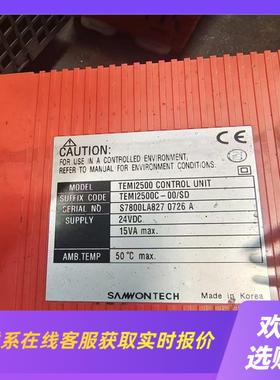 CAUTION:
FOR USE IN A CONTROLLED ENVIRONMENT.
REFER TO MANUAL FOR ENVIRONMENT CONDITIONS.
MODEL TEMI2500 CONTROL UNIT
SUFFIX CODE TEMI2500C-00/SD
SERIAL NO S7800LA827 0726 A
SUPPLY 24VDC
15VA max.
AMB.TEMP 50℃ max.
SAMWONTECH Made in Korea
系在线客服获取实时报价
欢
选购